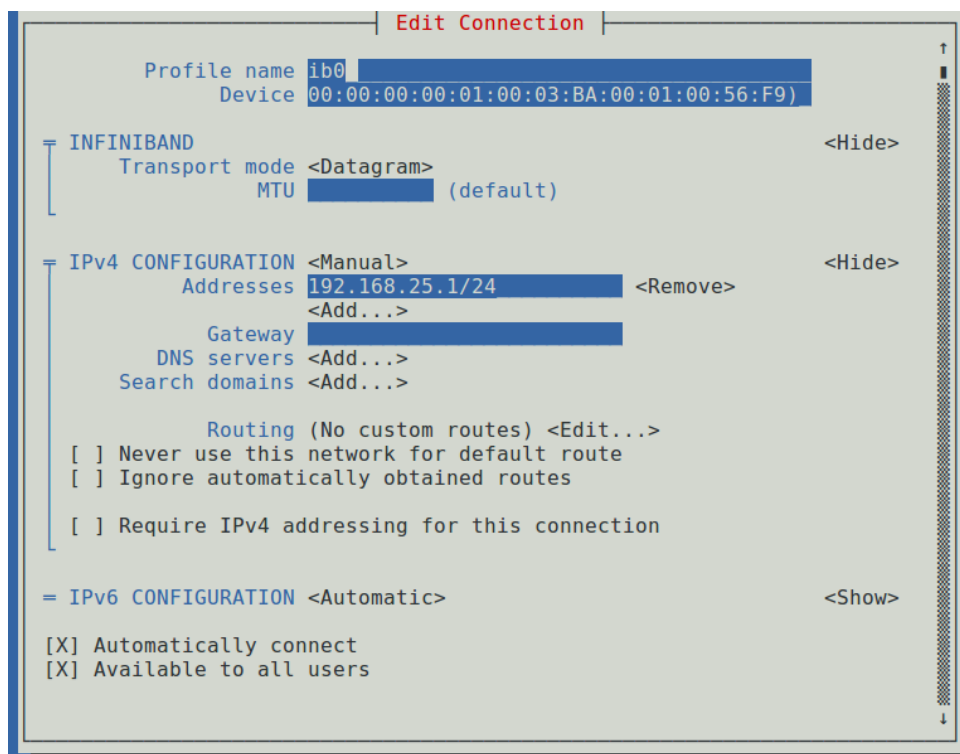 Edit Connection
Profile name ib0
Device 00:00:00:00:01:00:03:BA:00:01:00:56:F9)
INFINIBAND <Hide>
Transport mode <Datagram>
MTU (default)
IPv4 CONFIGURATION <Manual> <Hide>
Addresses 192.168.25.1/24 <Remove>
<Add...>
Gateway
DNS servers <Add...>
Search domains <Add...>
Routing (No custom routes) <Edit...>
[ ] Never use this network for default route
[ ] Ignore automatically obtained routes
[ ] Require IPv4 addressing for this connection
IPv6 CONFIGURATION <Automatic> <Show>
[X] Automatically connect
[X] Available to all users